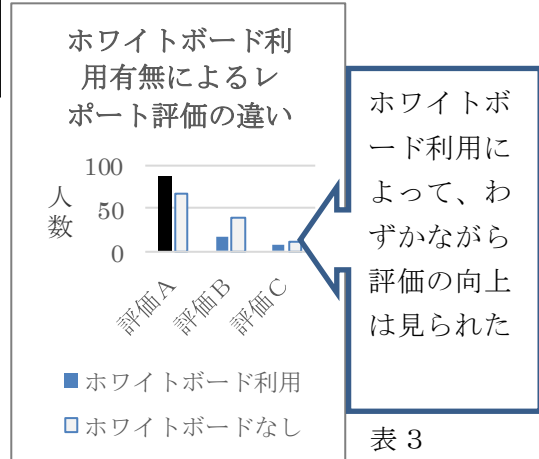 ホワイトボード利
用有無によるレ
ポート評価の違い
人数
100
50
0
評価A
評価B
評価C
ホワイトボード利用
ホワイトボードなし
ホワイトボ
ード利用に
よって、わ
ずかながら
評価の向上
は見られた
表 3